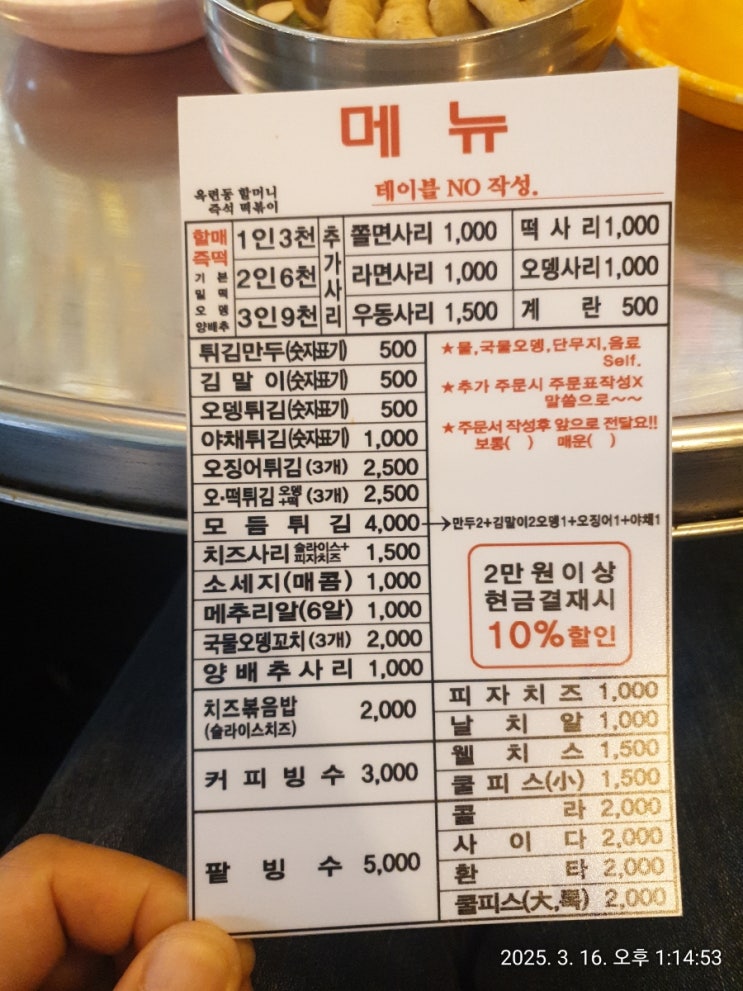 메뉴
옥련동 할머니
즉석 떡볶이
테이블 NO 작성.
할매
즉떡
기본
밀떡
오뎅
양배추
1인3천
2인6천
3인9천
추가사리
쫄면사리 1,000
떡사리 1,000
라면사리 1,000
오뎅사리 1,000
우동사리 1,500
계란 500
튀김만두(숫자표기) 500
김말이(숫자표기) 500
오뎅튀김(숫자표기) 500
야채튀김(숫자표기) 1,000
오징어튀김(3개) 2,500
오·떡튀김 오뎅+떡 (3개) 2,500
모듬튀김 4,000→만두2+김말이2오뎅1+오징어1+야채1
치즈사리 슬라이스+피자치즈 1,500
소세지(매콤) 1,000
메추리알(6알) 1,000
국물오뎅꼬치(3개) 2,000
양배추사리 1,000
★물,국물오뎅,단무지,음료
Self.
★추가 주문시 주문표작성X
말씀으로~~
★주문서 작성후 앞으로 전달요!!
보통( ) 매운( )
2만원이상
현금결재시
10%할인
치즈볶음밥 2,000
(슬라이스치즈)
커피빙수 3,000
팥빙수 5,000
피자치즈 1,000
날치알 1,000
웰치스 1,500
쿨피스(小) 1,500
콜라 2,000
사이다 2,000
환타 2,000
쿨피스(大,톡) 2,000
2025. 3. 16. 오후 1:14:53